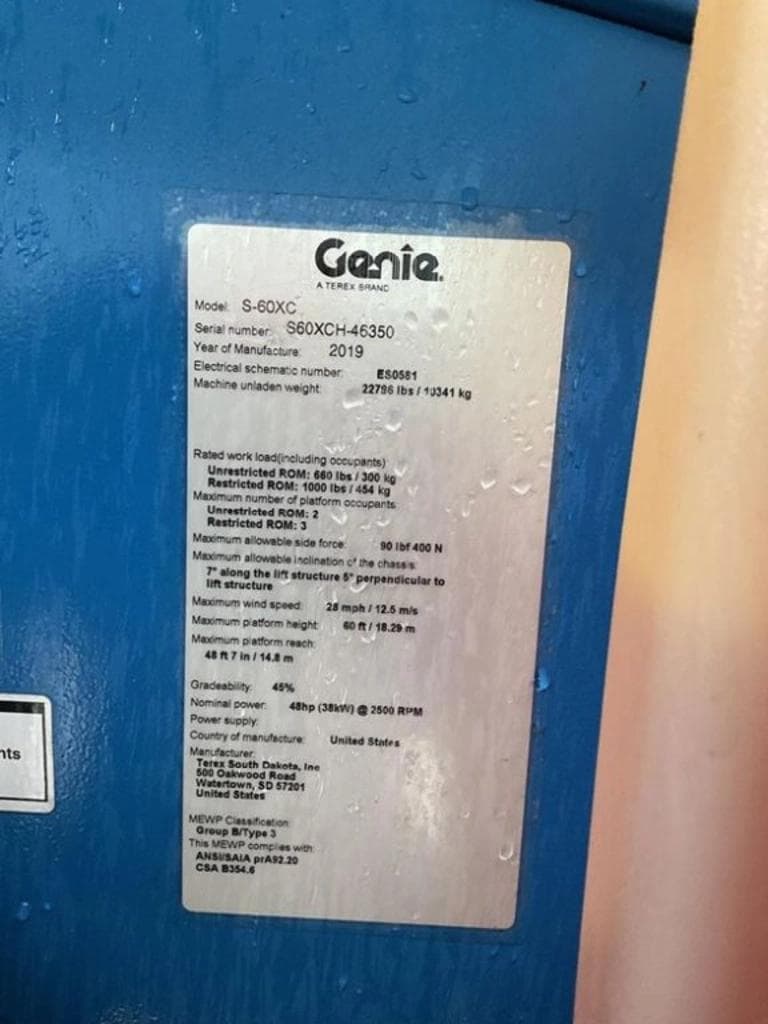 Genie.
A TEREX BRAND
Model: S-60XC
Serial number: S60XCH-46350
Year of Manufacture: 2019
Electrical schematic number: ES0581
Machine unladen weight: 22796 lbs / 10341 kg
Rated work load(including occupants)
Unrestricted ROM: 660 lbs / 300 kg
Restricted ROM: 1000 lbs / 454 kg
Maximum number of platform occupants
Unrestricted ROM: 2
Restricted ROM: 3
Maximum allowable side force: 90 lbf 400 N
Maximum allowable inclination of the chassis:
7° along the lift structure 5° perpendicular to
lift structure
Maximum wind speed: 28 mph / 12.5 m/s
Maximum platform height: 60 ft / 18.29 m
Maximum platform reach:
48 ft 7 in / 14.8 m
Gradeability: 45%
Nominal power: 48hp (38kW) @ 2500 RPM
Power supply:
Country of manufacture: United States
Manufacturer:
Terex South Dakota, Inc
500 Oakwood Road
Watertown, SD 57201
United States
MEWP Classification:
Group B/Type 3
This MEWP complies with:
ANSI/SAIA prA92.20
CSA B354.6
nts